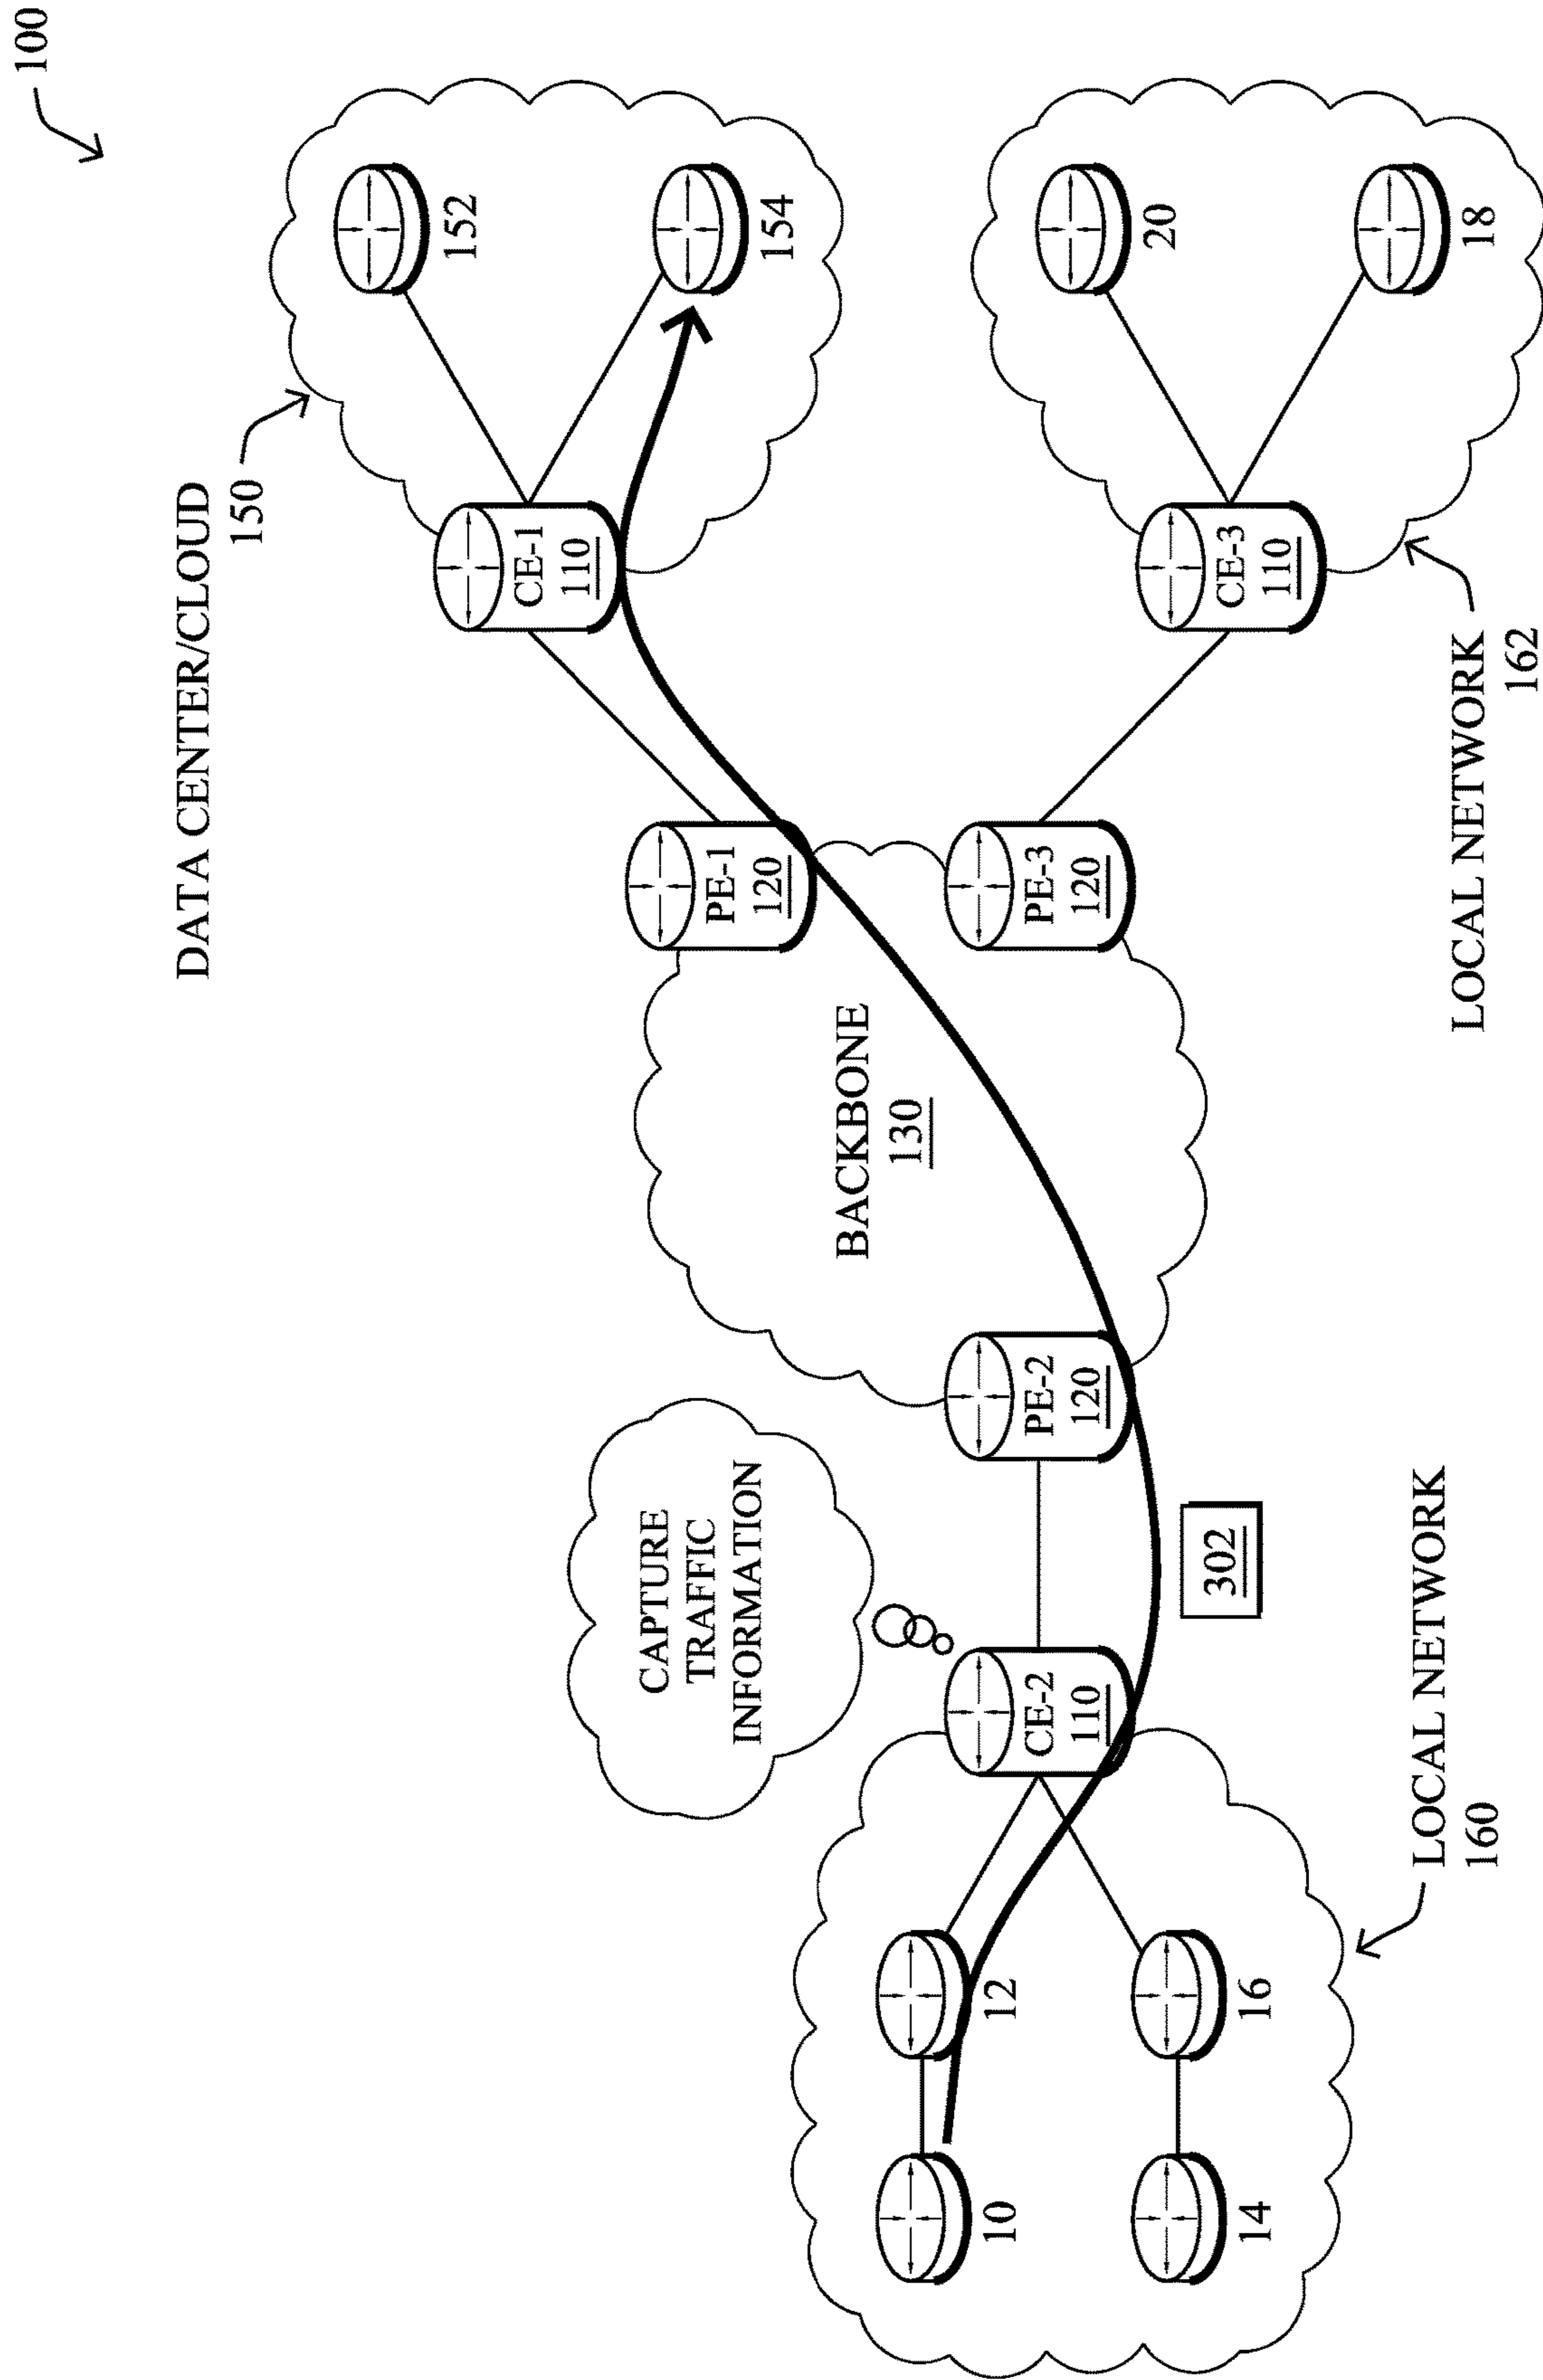 100
DATA CENTER/CLOUD
150
152
154
CE-1
110
PE-1
120
BACKBONE
130
CAPTURE
TRAFFIC
INFORMATION
10
12
14
16
CE-2
110
PE-2
120
302
PE-3
120
CE-3
110
20
18
LOCAL NETWORK
160
LOCAL NETWORK
162